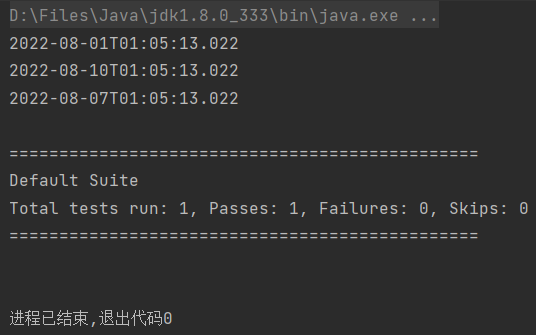 D:\Files\Java\jdk1.8.0_333\bin\java.exe ...
2022-08-01T01:05:13.022
2022-08-10T01:05:13.022
2022-08-07T01:05:13.022
===============================================
Default Suite
Total tests run: 1, Passes: 1, Failures: 0, Skips: 0
===============================================
进程已结束,退出代码0